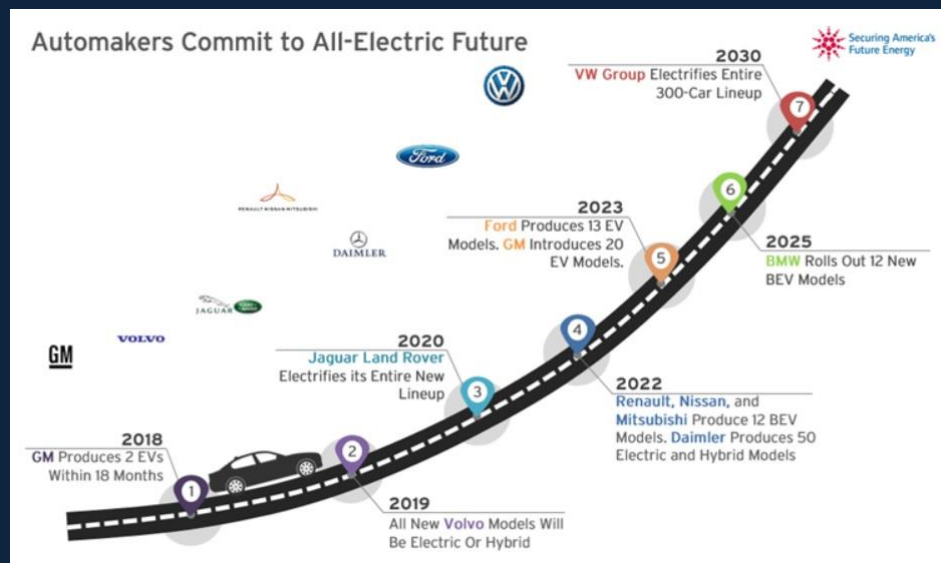 Automakers Commit to All-Electric Future
Securing America's
Future Energy
2030
VW Group Electrifies Entire
300-Car Lineup
7
Ford
6
RENAULT NISSAN MITSUBISHI
2023
Ford Produces 13 EV
Models. GM Introduces 20
EV Models.
5
2025
BMW Rolls Out 12 New
BEV Models
DAIMLER
JAGUAR
4
VOLVO
GM
2020
Jaguar Land Rover
Electrifies its Entire New
Lineup
3
2022
Renault, Nissan, and
Mitsubishi Produce 12 BEV
Models. Daimler Produces 50
Electric and Hybrid Models
2018
GM Produces 2 EVs
Within 18 Months
1
2
2019
All New Volvo Models Will
Be Electric Or Hybrid